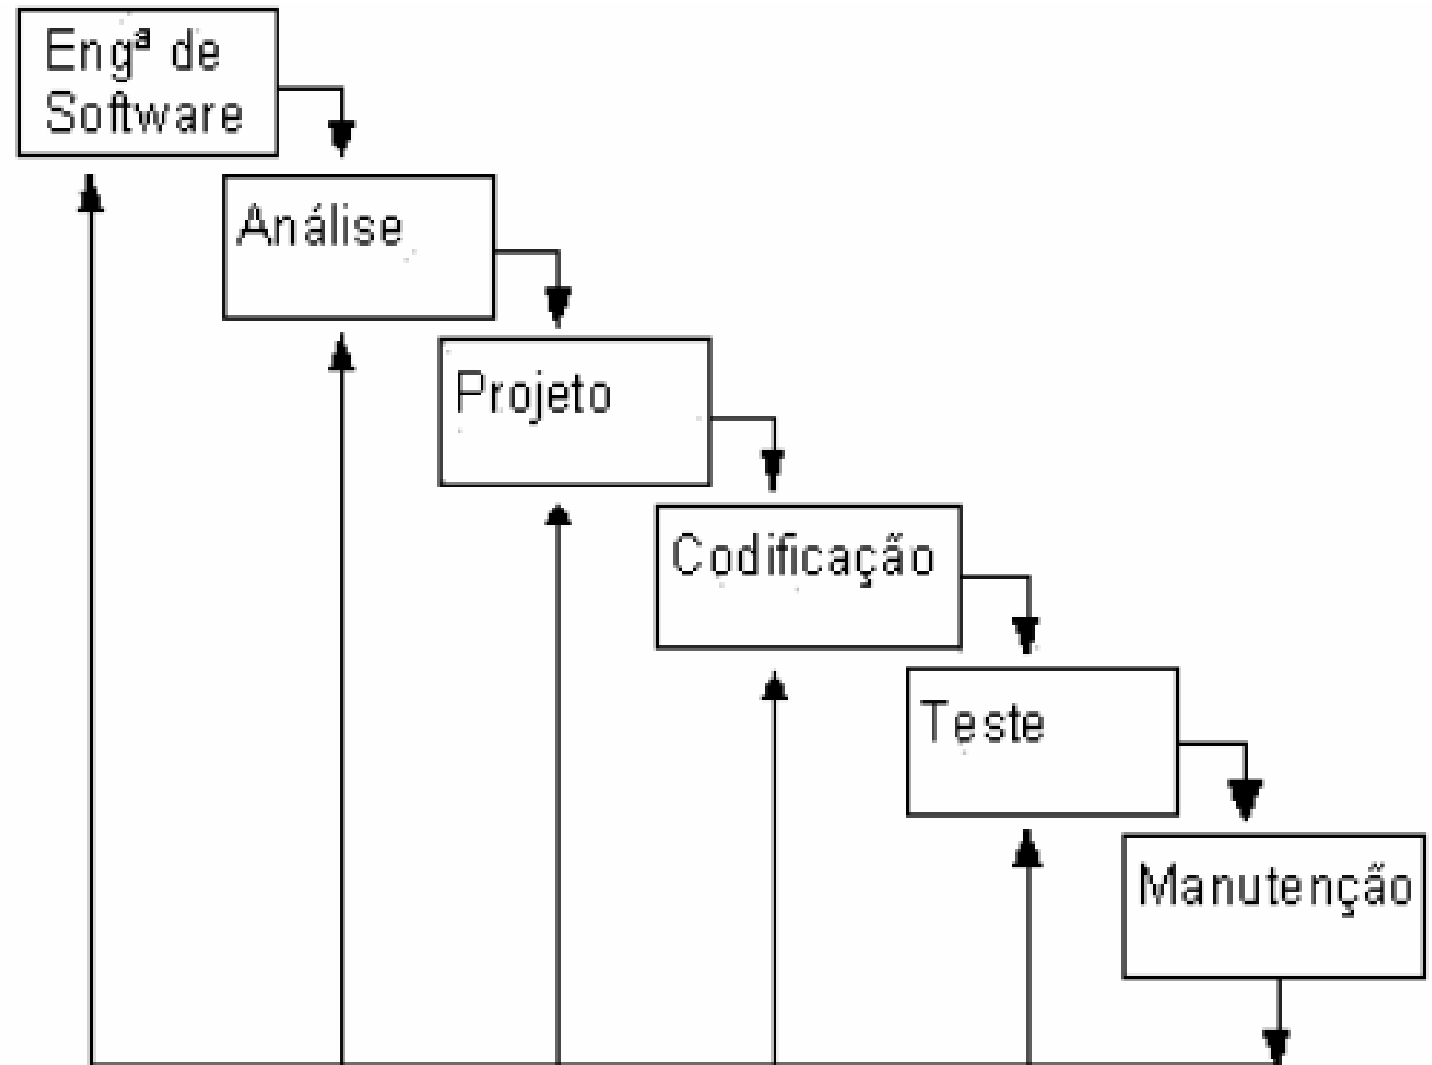 Engª de
Software
Análise
Projeto
Codificação
Teste
Manutenção